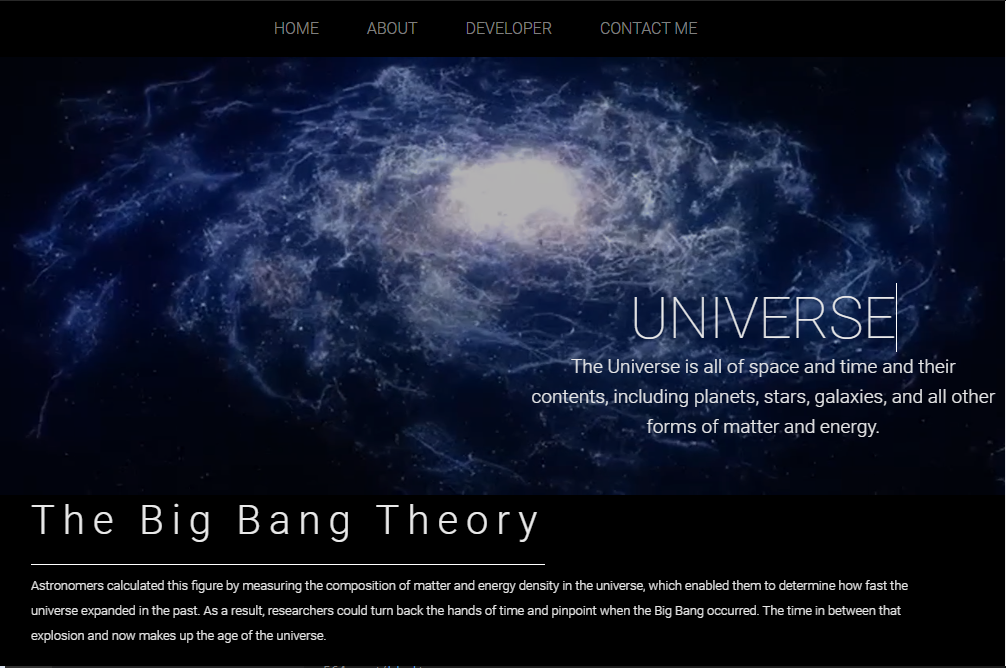 HOME ABOUT DEVELOPER CONTACT ME
UNIVERSE
The Universe is all of space and time and their
contents, including planets, stars, galaxies, and all other
forms of matter and energy.
The Big Bang Theory
Astronomers calculated this figure by measuring the composition of matter and energy density in the universe, which enabled them to determine how fast the
universe expanded in the past. As a result, researchers could turn back the hands of time and pinpoint when the Big Bang occurred. The time in between that
explosion and now makes up the age of the universe.